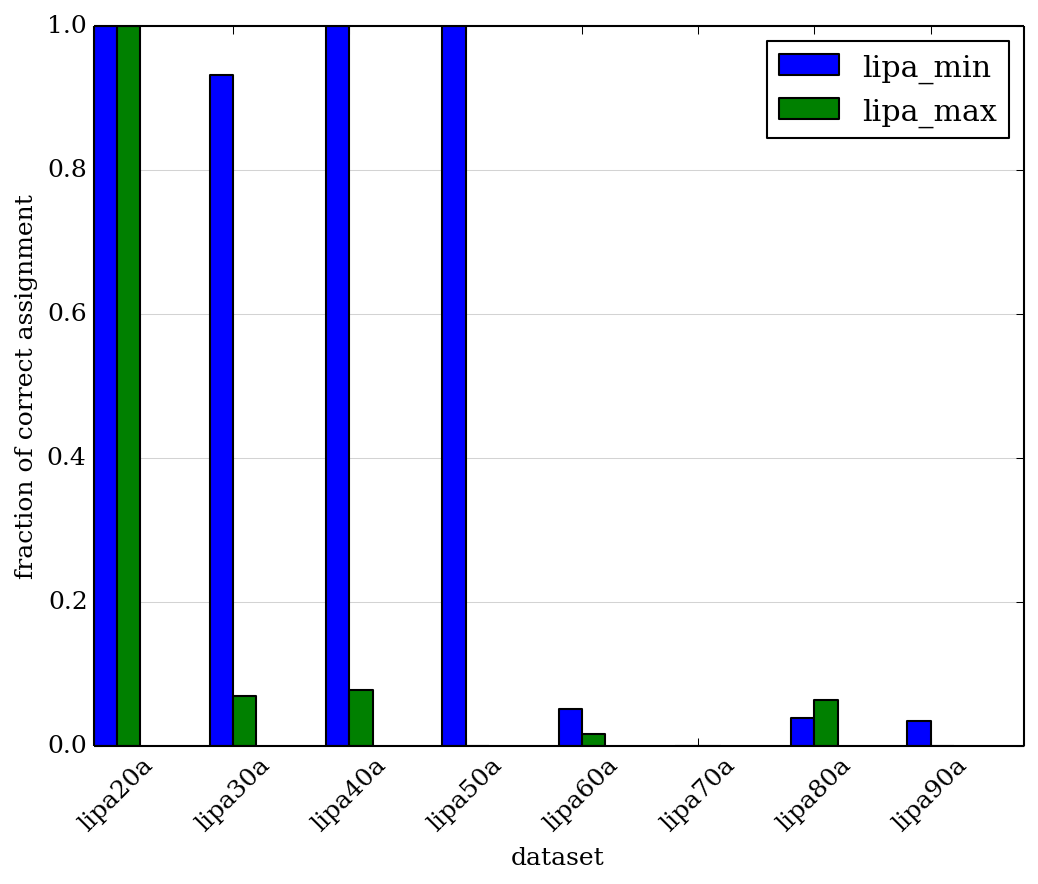 1.0
0.8
0.6
0.4
0.2
0.0
fraction of correct assignment
lipa_min
lipa_max
lipa20a
lipa30a
lipa40a
lipa50a
lipa60a
lipa70a
lipa80a
lipa90a
dataset